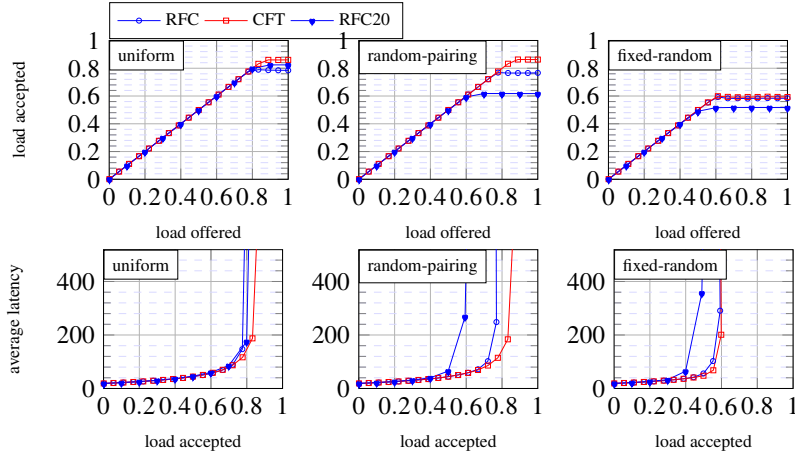 RFC CFT RFC20
load accepted
1
0.8
0.6
0.4
0.2
0
uniform
0 0.2 0.4 0.6 0.8 1
load offered
1
0.8
0.6
0.4
0.2
0
random-pairing
0 0.2 0.4 0.6 0.8 1
load offered
1
0.8
0.6
0.4
0.2
0
fixed-random
0 0.2 0.4 0.6 0.8 1
load offered
average latency
400
200
0
uniform
0 0.2 0.4 0.6 0.8 1
load accepted
400
200
0
random-pairing
0 0.2 0.4 0.6 0.8 1
load accepted
400
200
0
fixed-random
0 0.2 0.4 0.6 0.8 1
load accepted